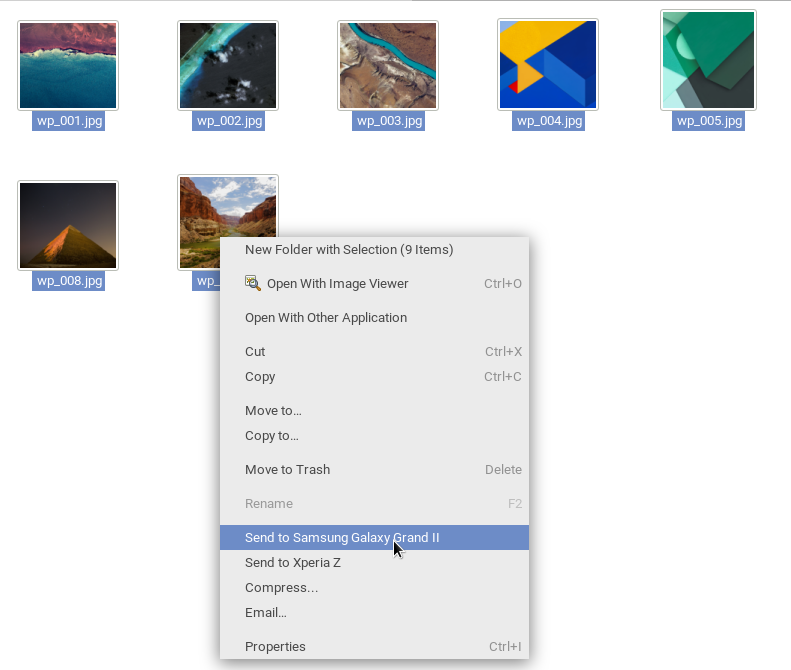 wp_001.jpg wp_002.jpg wp_003.jpg wp_004.jpg wp_005.jpg
wp_008.jpg wp_
New Folder with Selection (9 Items)
Open With Image Viewer Ctrl+O
Open With Other Application
Cut Ctrl+X
Copy Ctrl+C
Move to…
Copy to…
Move to Trash Delete
Rename F2
Send to Samsung Galaxy Grand II
Send to Xperia Z
Compress...
Email…
Properties Ctrl+I